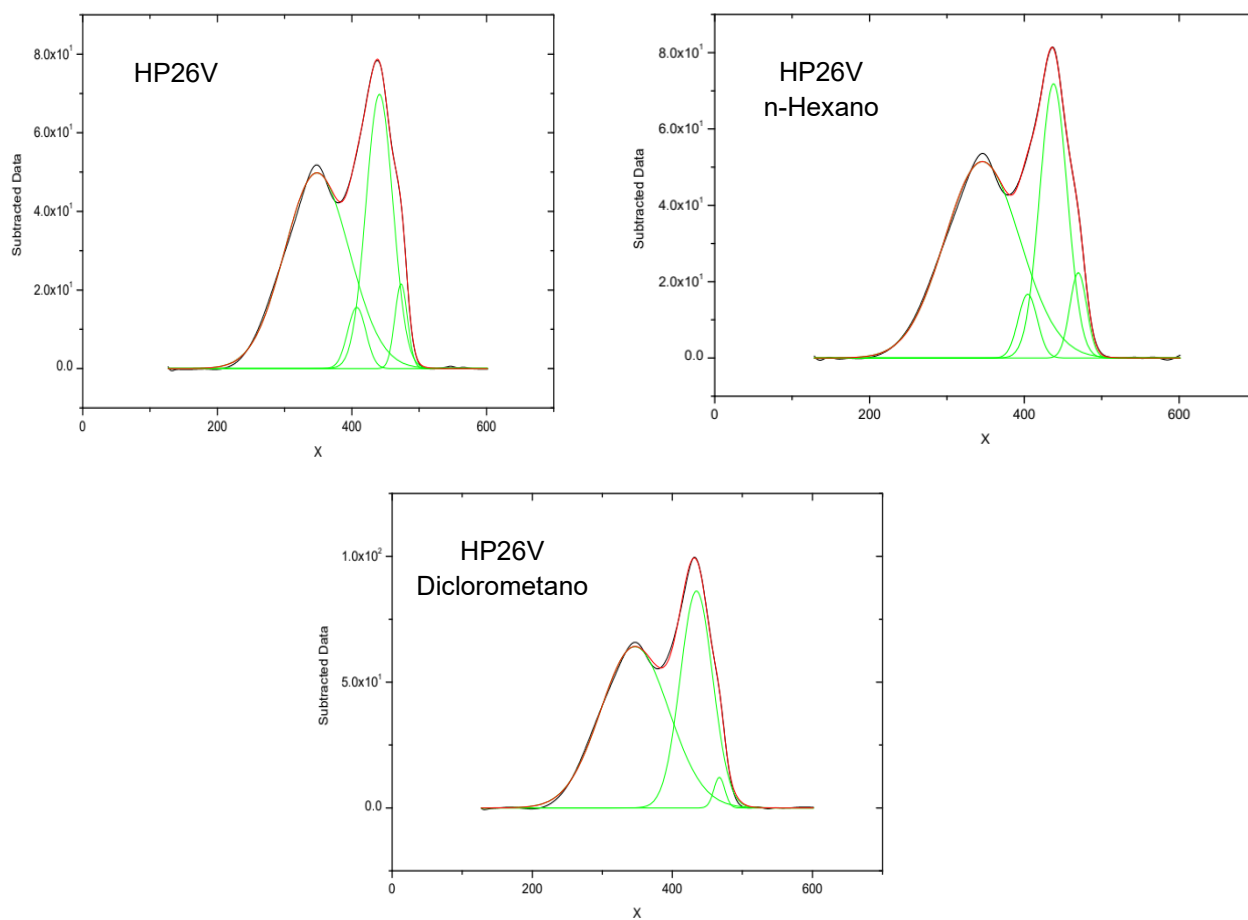 HP26V
8.0x10¹
6.0x10¹
4.0x10¹
2.0x10¹
0.0
Subtracted Data
0 200 400 600
X
HP26V
n-Hexano
8.0x10¹
6.0x10¹
4.0x10¹
2.0x10¹
0.0
Subtracted Data
0 200 400 600
X
HP26V
Diclorometano
1.0x10²
5.0x10¹
0.0
Subtracted Data
0 200 400 600
X